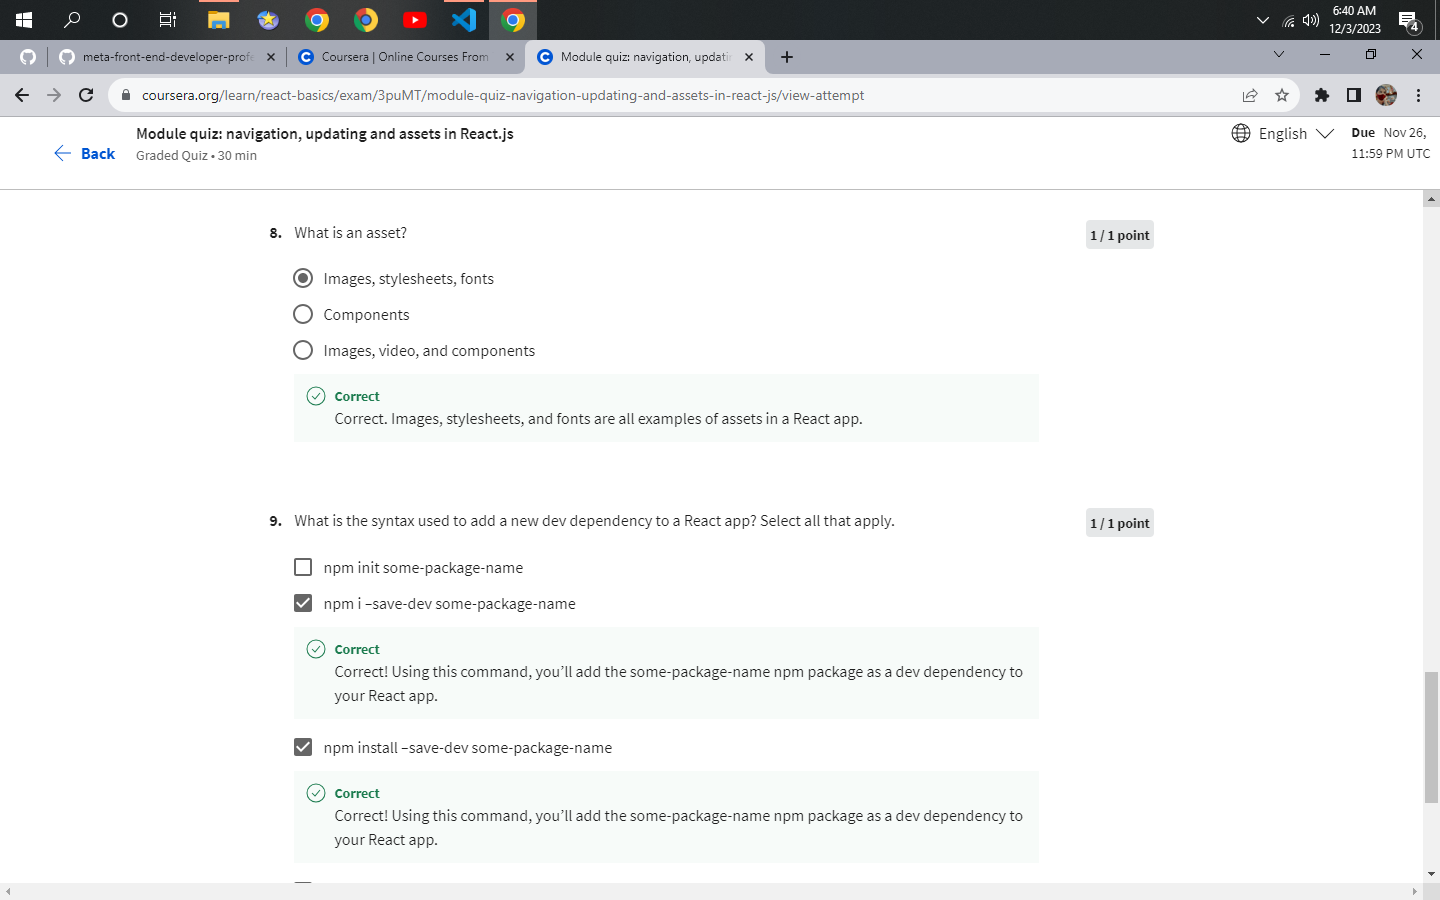 6:40 AM
12/3/2023
4
meta-front-end-developer-profe
Coursera | Online Courses From
Module quiz: navigation, updatin
coursera.org/learn/react-basics/exam/3puMT/module-quiz-navigation-updating-and-assets-in-react-js/view-attempt
Back
Module quiz: navigation, updating and assets in React.js
Graded Quiz • 30 min
English
Due Nov 26,
11:59 PM UTC
8. What is an asset?
1 / 1 point
Images, stylesheets, fonts
Components
Images, video, and components
Correct
Correct. Images, stylesheets, and fonts are all examples of assets in a React app.
9. What is the syntax used to add a new dev dependency to a React app? Select all that apply.
1 / 1 point
npm init some-package-name
npm i –save-dev some-package-name
Correct
Correct! Using this command, you’ll add the some-package-name npm package as a dev dependency to
your React app.
npm install –save-dev some-package-name
Correct
Correct! Using this command, you’ll add the some-package-name npm package as a dev dependency to
your React app.